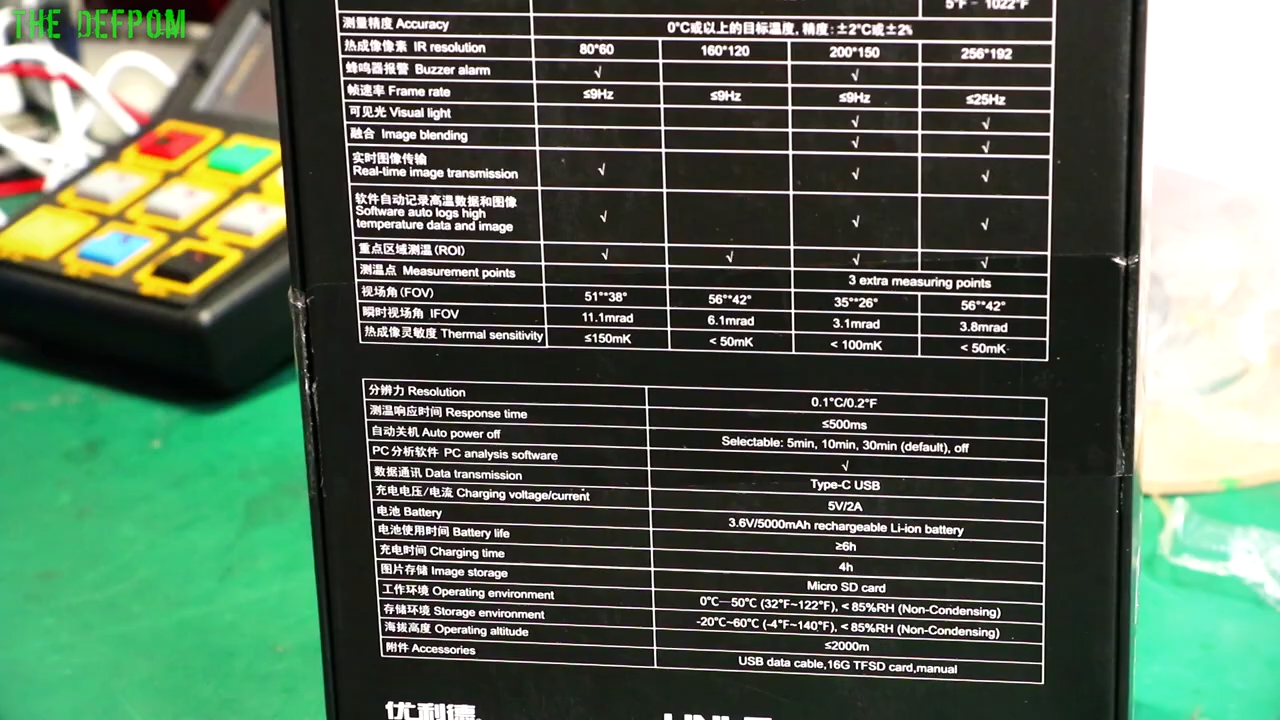 THE DEFPOM
5°F - 1022°F
测量精度 Accuracy 0°C或以上的目标温度, 精度:±2°C或±2%
热成像像素 IR resolution 80*60 160*120 200*150 256*192
蜂鸣器报警 Buzzer alarm √ √
帧速率 Frame rate ≤9Hz ≤9Hz ≤9Hz ≤25Hz
可见光 Visual light √ √
融合 Image blending √ √
实时图像传输
Real-time image transmission √ √ √
软件自动记录高温数据和图像
Software auto logs high
temperature data and image √ √ √
重点区域测温(ROI) √ √ √ √
测温点 Measurement points 3 extra measuring points
视场角(FOV) 51°*38° 56°*42° 35°*26° 56°*42°
瞬时视场角 IFOV 11.1mrad 6.1mrad 3.1mrad 3.8mrad
热成像灵敏度 Thermal sensitivity ≤150mK < 50mK < 100mK < 50mK
分辨力 Resolution 0.1°C/0.2°F
测温响应时间 Response time ≤500ms
自动关机 Auto power off Selectable: 5min, 10min, 30min (default), off
PC分析软件 PC analysis software √
数据通讯 Data transmission Type-C USB
充电电压/电流 Charging voltage/current 5V/2A
电池 Battery 3.6V/5000mAh rechargeable Li-ion battery
电池使用时间 Battery life ≥6h
充电时间 Charging time 4h
图片存储 Image storage Micro SD card
工作环境 Operating environment 0℃—50℃ (32°F~122°F), < 85%RH (Non-Condensing)
存储环境 Storage environment -20℃~60℃ (-4°F~140°F), < 85%RH (Non-Condensing)
海拔高度 Operating altitude ≤2000m
附件 Accessories USB data cable,16G TFSD card,manual
优利德